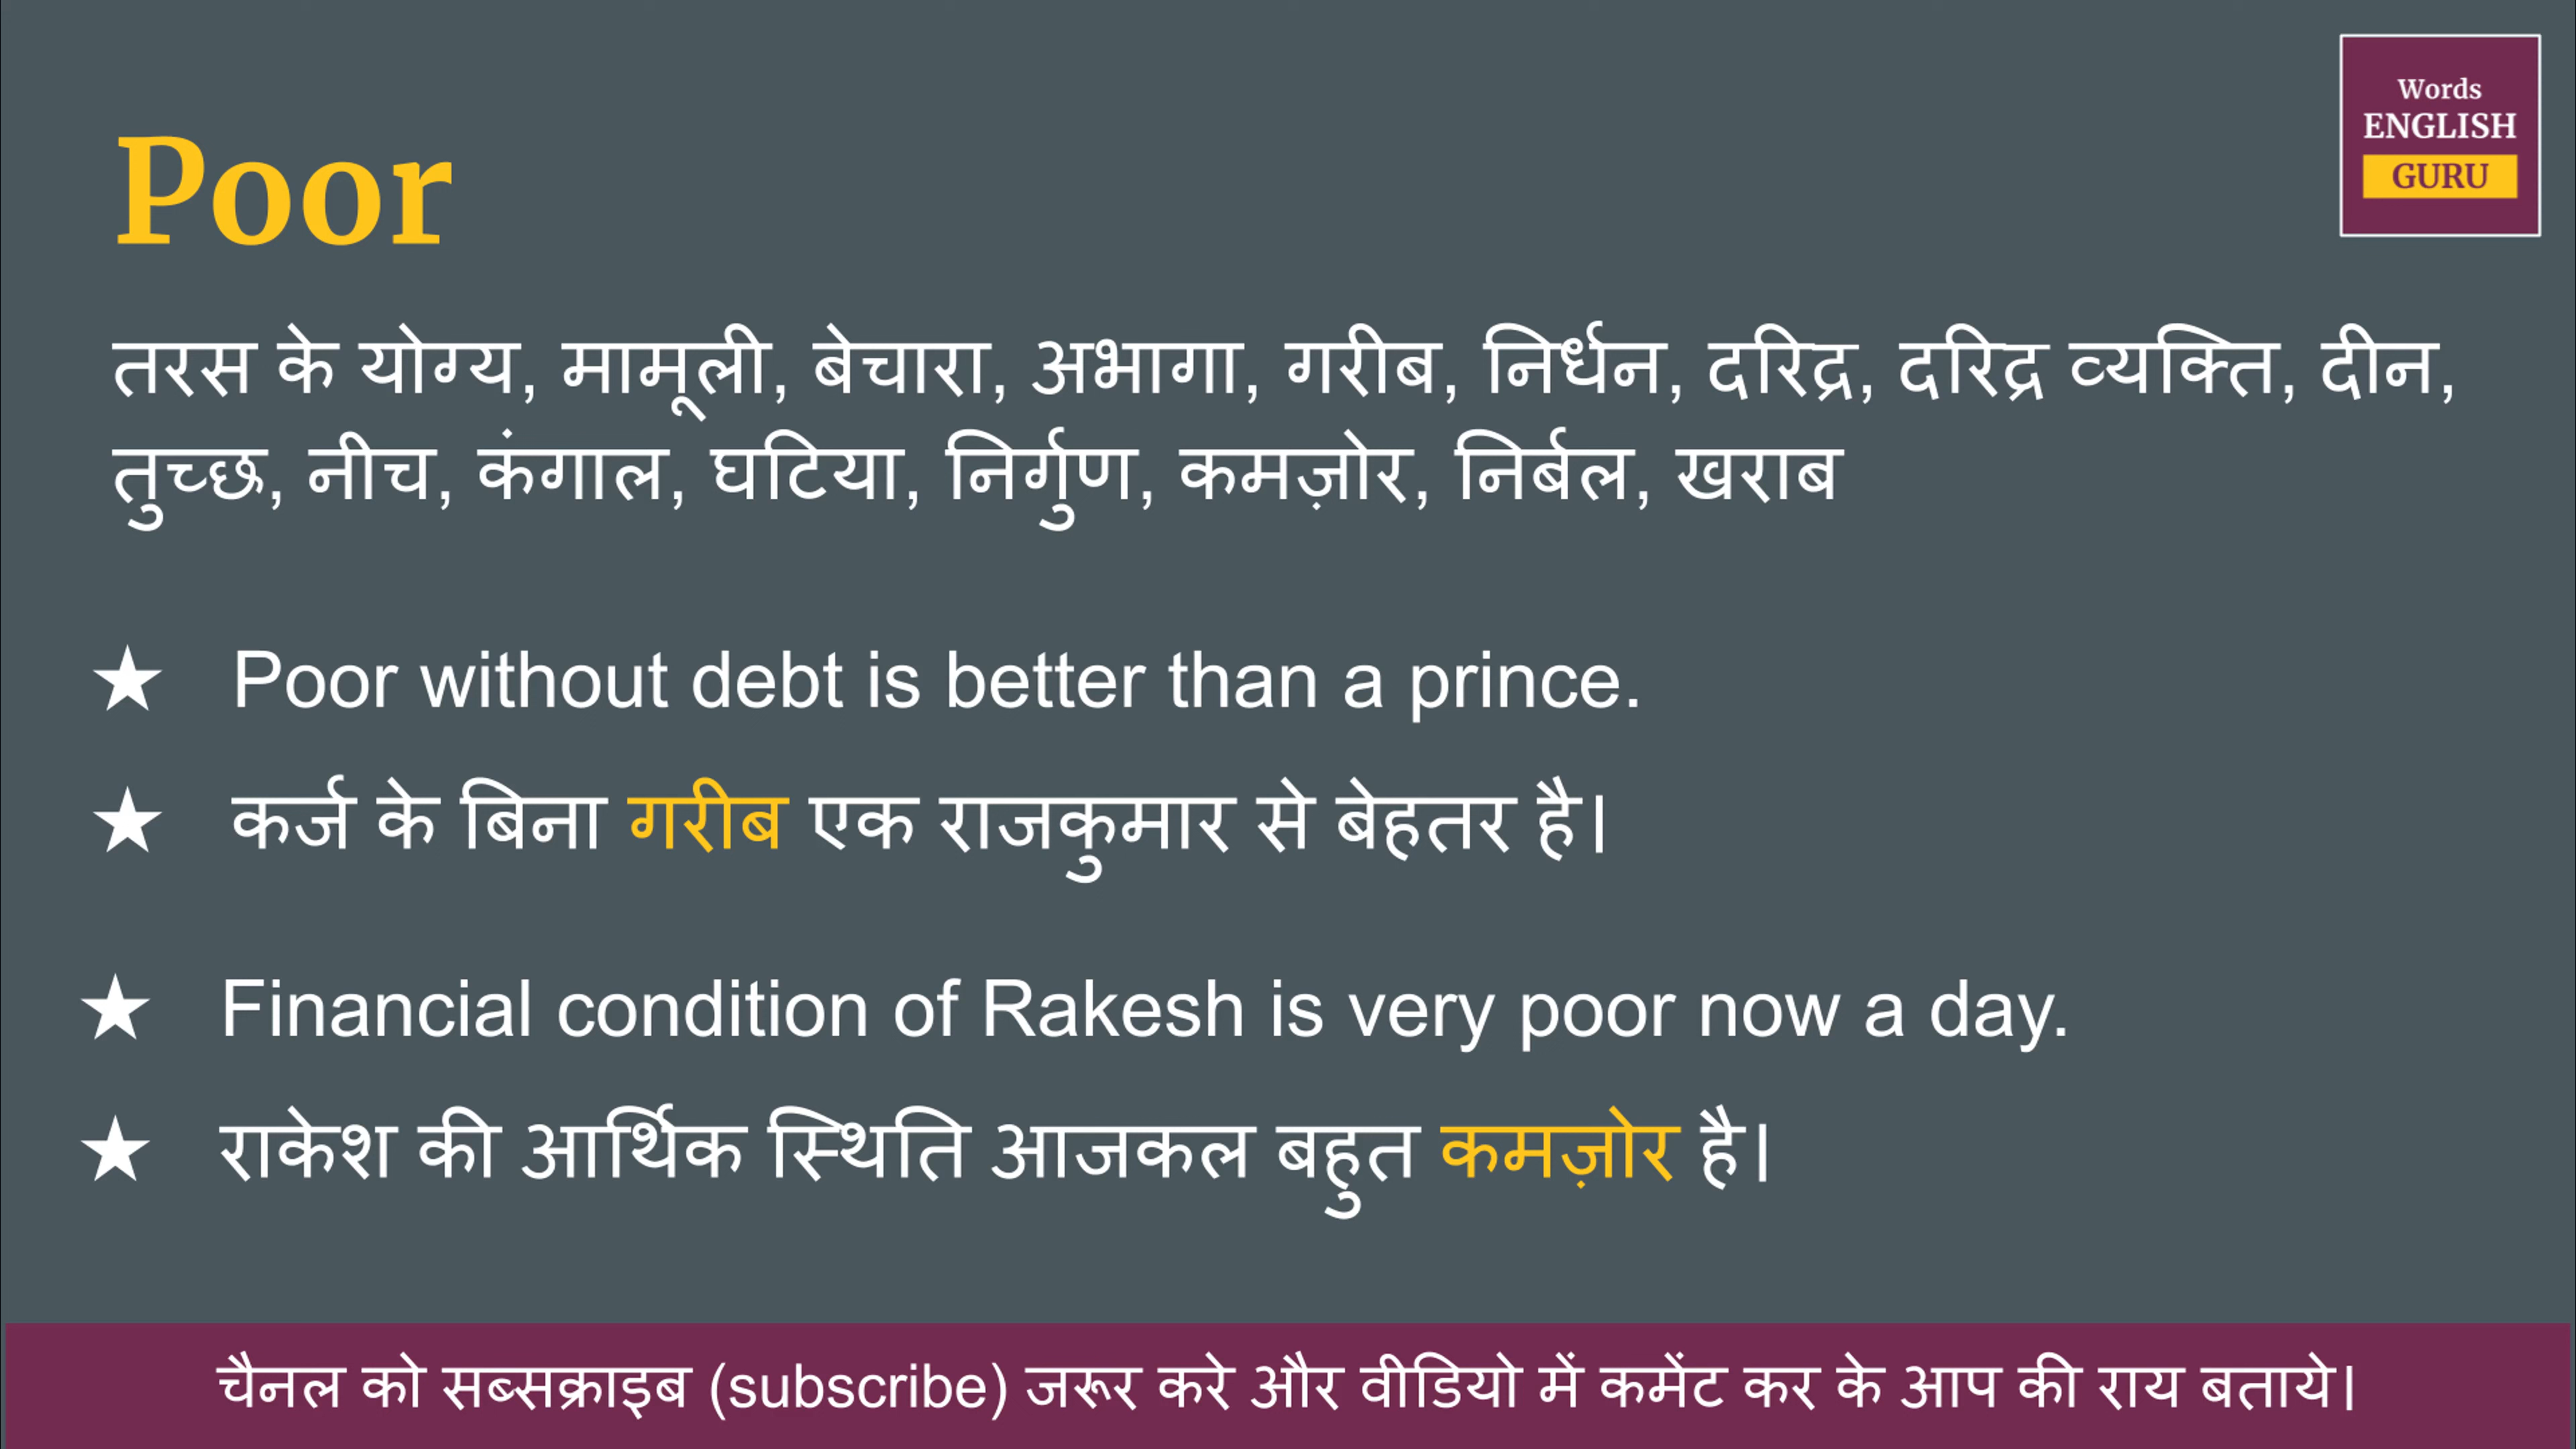 Words
ENGLISH
GURU
Poor
तरस के योग्य, मामूली, बेचारा, अभागा, गरीब, निर्धन, दरिद्र, दरिद्र व्यक्ति, दीन,
तुच्छ, नीच, कंगाल, घटिया, निर्गुण, कमज़ोर, निर्बल, खराब
★ Poor without debt is better than a prince.
★ कर्ज के बिना गरीब एक राजकुमार से बेहतर है।
★ Financial condition of Rakesh is very poor now a day.
★ राकेश की आर्थिक स्थिति आजकल बहुत कमज़ोर है।
चैनल को सब्सक्राइब (subscribe) जरूर करे और वीडियो में कमेंट कर के आप की राय बताये।